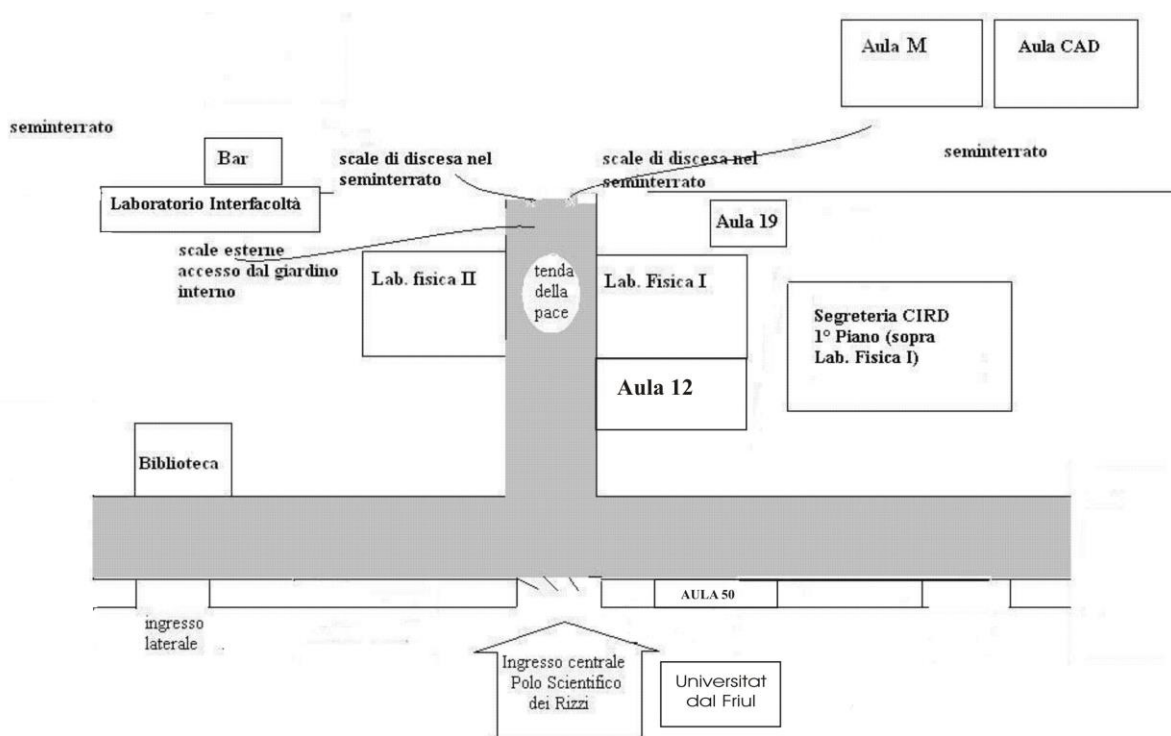 Aula M
Aula CAD
seminterrato
Bar
scale di discesa nel
seminterrato
scale di discesa nel
seminterrato
seminterrato
Laboratorio Interfacoltà
Aula 19
scale esterne
accesso dal giardino
interno
Lab. fisica II
tenda
della
pace
Lab. Fisica I
Segreteria CIRD
1° Piano (sopra
Lab. Fisica I)
Aula 12
Biblioteca
AULA 50
ingresso
laterale
Ingresso centrale
Polo Scientifico
dei Rizzi
Universitat
dal Friul